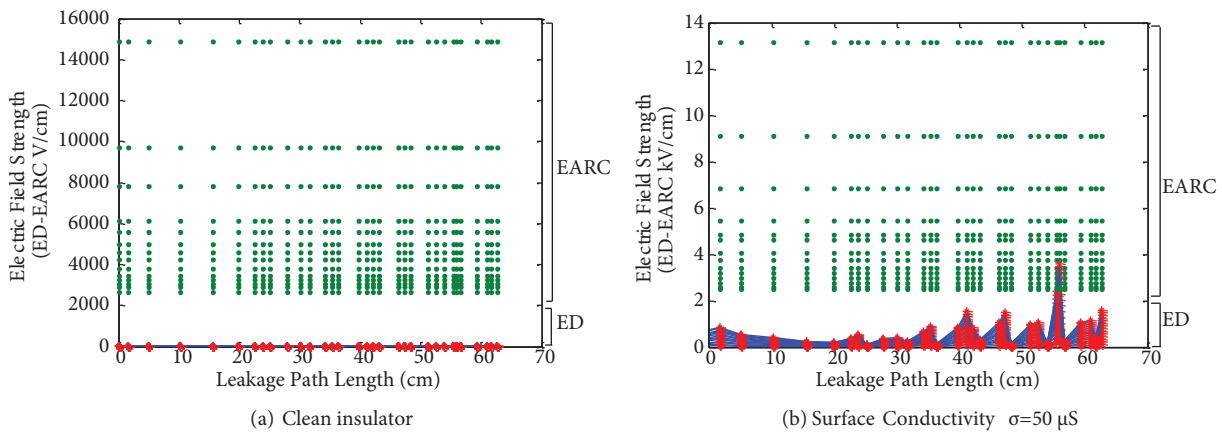 16000
14000
12000
10000
8000
6000
4000
2000
0
Electric Field Strength
(ED-EARC V/cm)
0 10 20 30 40 50 60 70
Leakage Path Length (cm)
EARC
ED
(a) Clean insulator
14
12
10
8
6
4
2
0
Electric Field Strength
(ED-EARC kV/cm)
0 10 20 30 40 50 60 70
Leakage Path Length (cm)
EARC
ED
(b) Surface Conductivity σ=50 µS